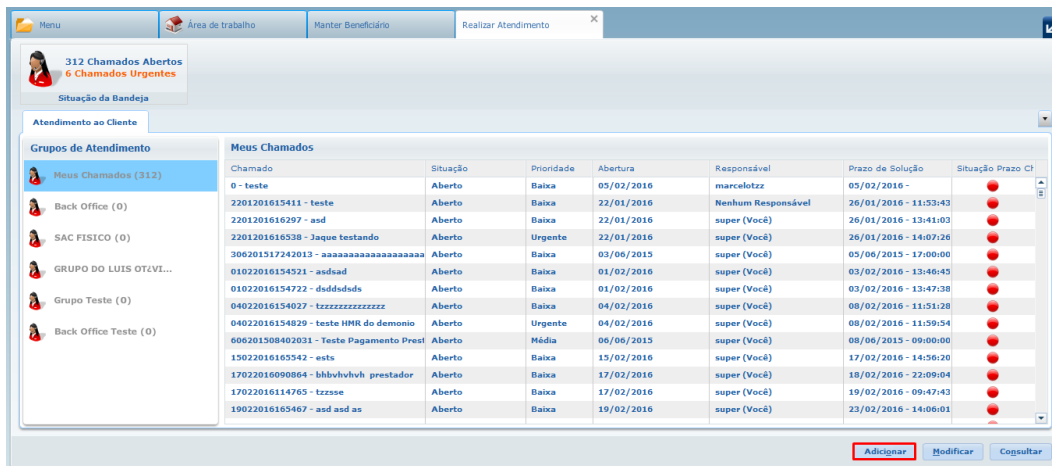 Menu Área de trabalho Manter Beneficiário Realizar Atendimento
312 Chamados Abertos
6 Chamados Urgentes
Situação da Bandeja
Atendimento ao Cliente
Grupos de Atendimento
Meus Chamados (312)
Back Office (0)
SAC FISICO (0)
GRUPO DO LUIS OT¿VI...
Grupo Teste (0)
Back Office Teste (0)
Meus Chamados
Chamado Situação Prioridade Abertura Responsável Prazo de Solução Situação Prazo Ch
0 - teste Aberto Baixa 05/02/2016 marcelotzz 05/02/2016 -
2201201615411 - teste Aberto Baixa 22/01/2016 Nenhum Responsável 26/01/2016 - 11:53:43
2201201616297 - asd Aberto Baixa 22/01/2016 super (Você) 26/01/2016 - 13:41:03
2201201616538 - Jaque testando Aberto Urgente 22/01/2016 super (Você) 26/01/2016 - 14:07:26
306201517242013 - aaaaaaaaaaaaaaaaaaa Aberto Baixa 03/06/2015 super (Você) 05/06/2015 - 17:00:00
01022016154521 - asdsad Aberto Baixa 01/02/2016 super (Você) 03/02/2016 - 13:46:45
01022016154722 - dsddsdsds Aberto Baixa 01/02/2016 super (Você) 03/02/2016 - 13:47:38
04022016154027 - tzzzzzzzzzzzzz Aberto Baixa 04/02/2016 super (Você) 08/02/2016 - 11:51:28
04022016154829 - teste HMR do demonio Aberto Urgente 04/02/2016 super (Você) 08/02/2016 - 11:59:54
606201508402031 - Teste Pagamento Prest Aberto Média 06/06/2015 super (Você) 08/06/2015 - 09:00:00
15022016165542 - ests Aberto Baixa 15/02/2016 super (Você) 17/02/2016 - 14:56:20
17022016090864 - bhbvhvhvh prestador Aberto Baixa 17/02/2016 super (Você) 18/02/2016 - 22:09:04
17022016114765 - tzzsse Aberto Baixa 17/02/2016 super (Você) 19/02/2016 - 09:47:43
19022016165467 - asd asd as Aberto Baixa 19/02/2016 super (Você) 23/02/2016 - 14:06:01
Adicionar Modificar Consultar